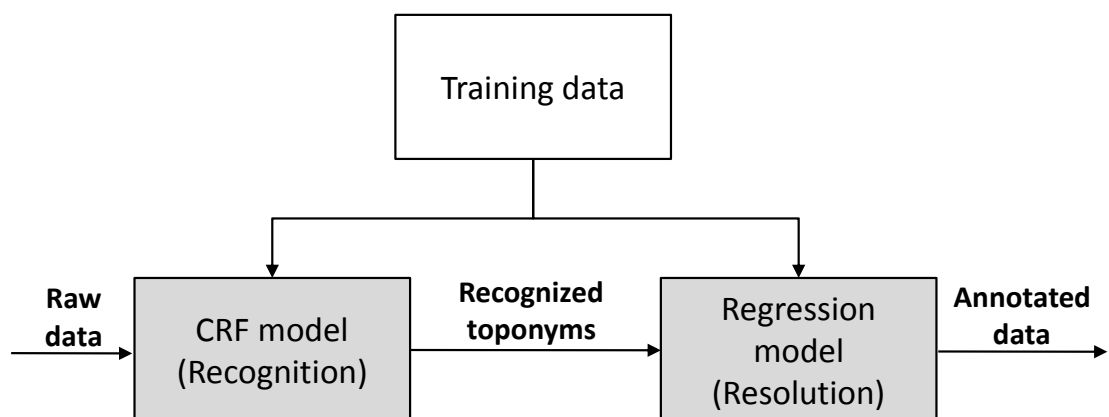 Training data
Raw
data
CRF model
(Recognition)
Recognized
toponyms
Regression
model
(Resolution)
Annotated
data